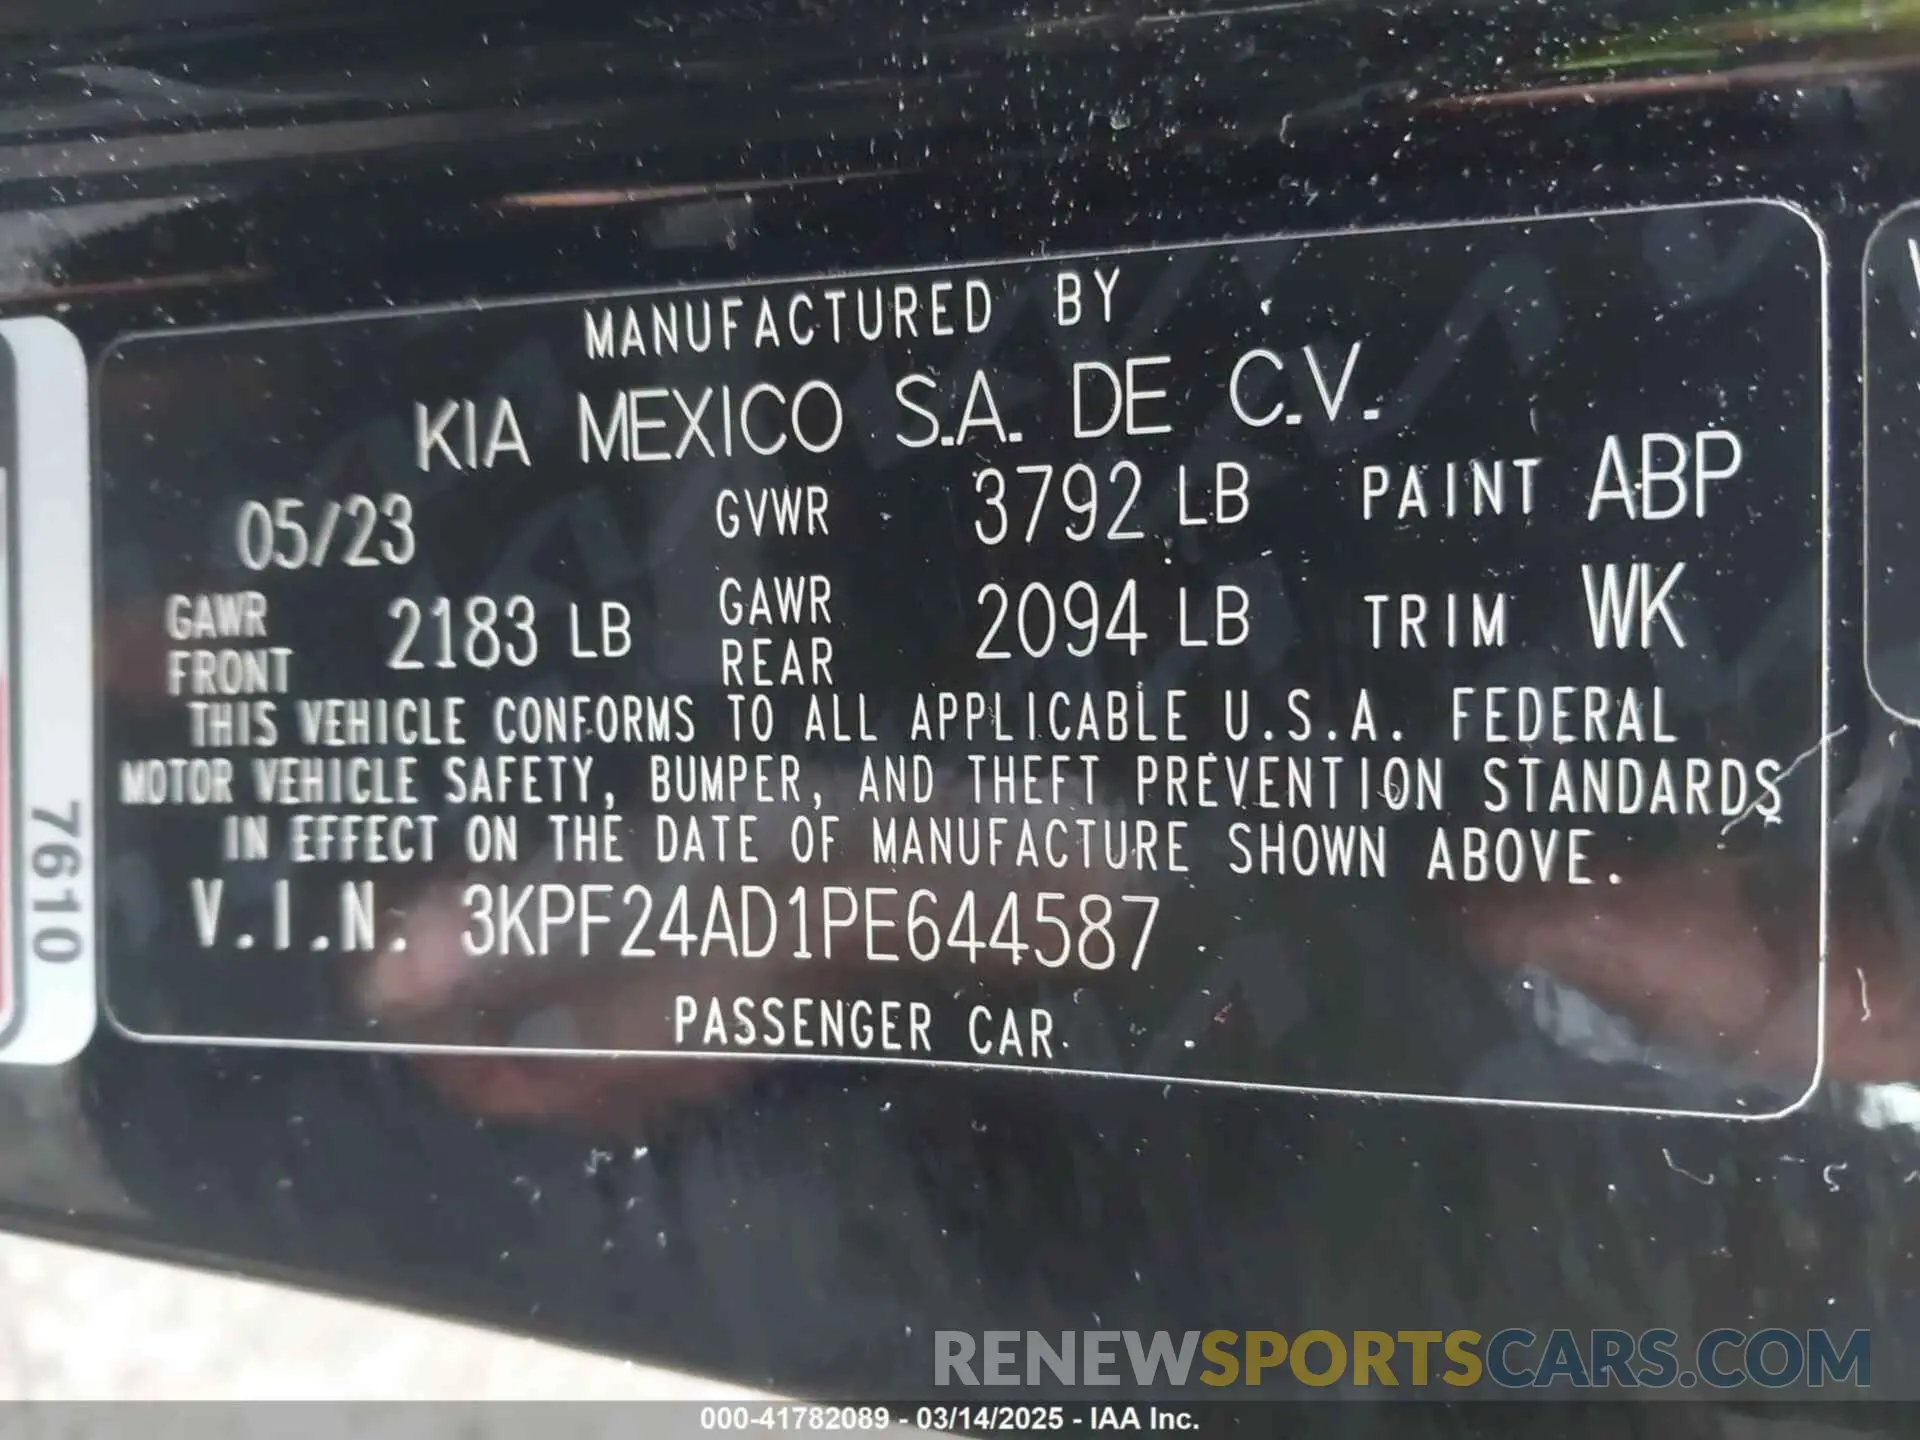 MANUFACTURED BY
KIA MEXICO S.A. DE C.V.
05/23 GVWR 3792 LB PAINT ABP
GAWR FRONT 2183 LB GAWR REAR 2094 LB TRIM WK
THIS VEHICLE CONFORMS TO ALL APPLICABLE U.S.A. FEDERAL
MOTOR VEHICLE SAFETY, BUMPER, AND THEFT PREVENTION STANDARDS
IN EFFECT ON THE DATE OF MANUFACTURE SHOWN ABOVE.
V.I.N. 3KPF24AD1PE644587
PASSENGER CAR
7610
RENEWSPORTSCARS.COM
000-41782089 - 03/14/2025 - IAA Inc.